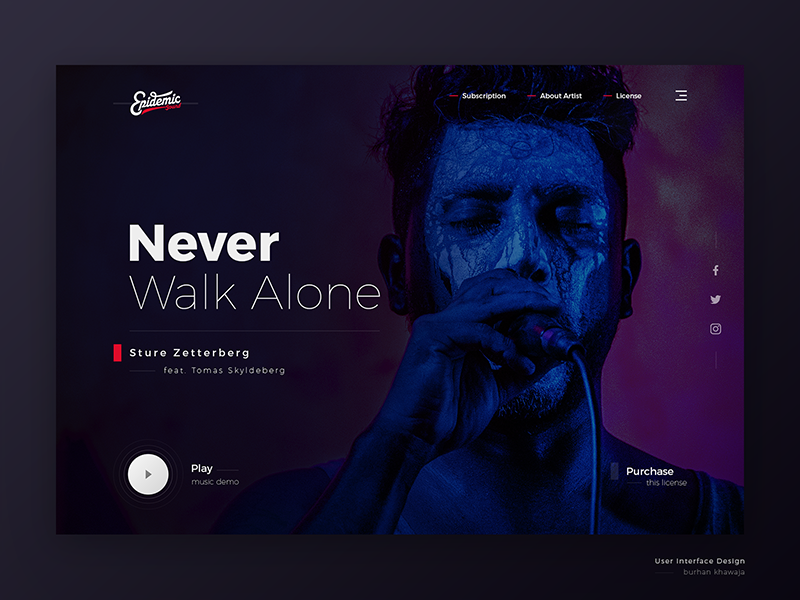 Epidemic
Sound
Subscription
About Artist
License
Never
Walk Alone
Sture Zetterberg
feat. Tomas Skyldeberg
Play
music demo
Purchase
this license
User Interface Design
burhan khawaja